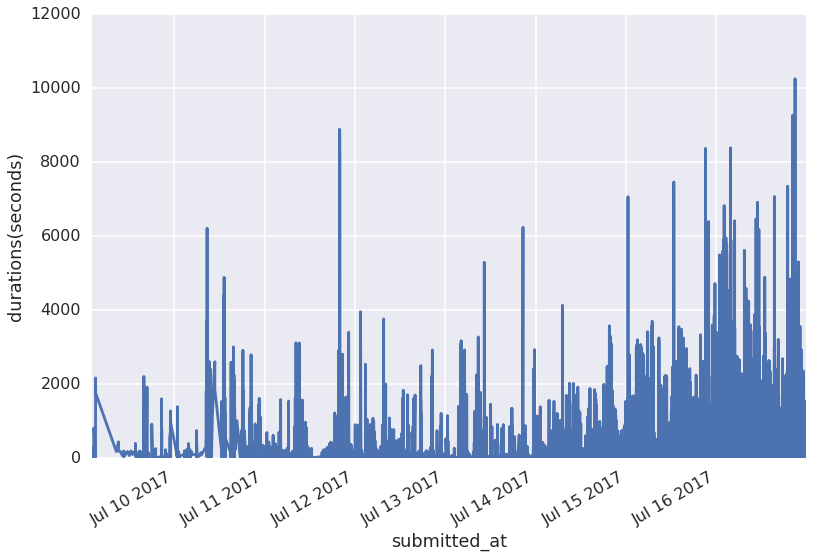 12000
10000
8000
6000
4000
2000
0
durations(seconds)
Jul 10 2017
Jul 11 2017
Jul 12 2017
Jul 13 2017
Jul 14 2017
Jul 15 2017
Jul 16 2017
submitted_at